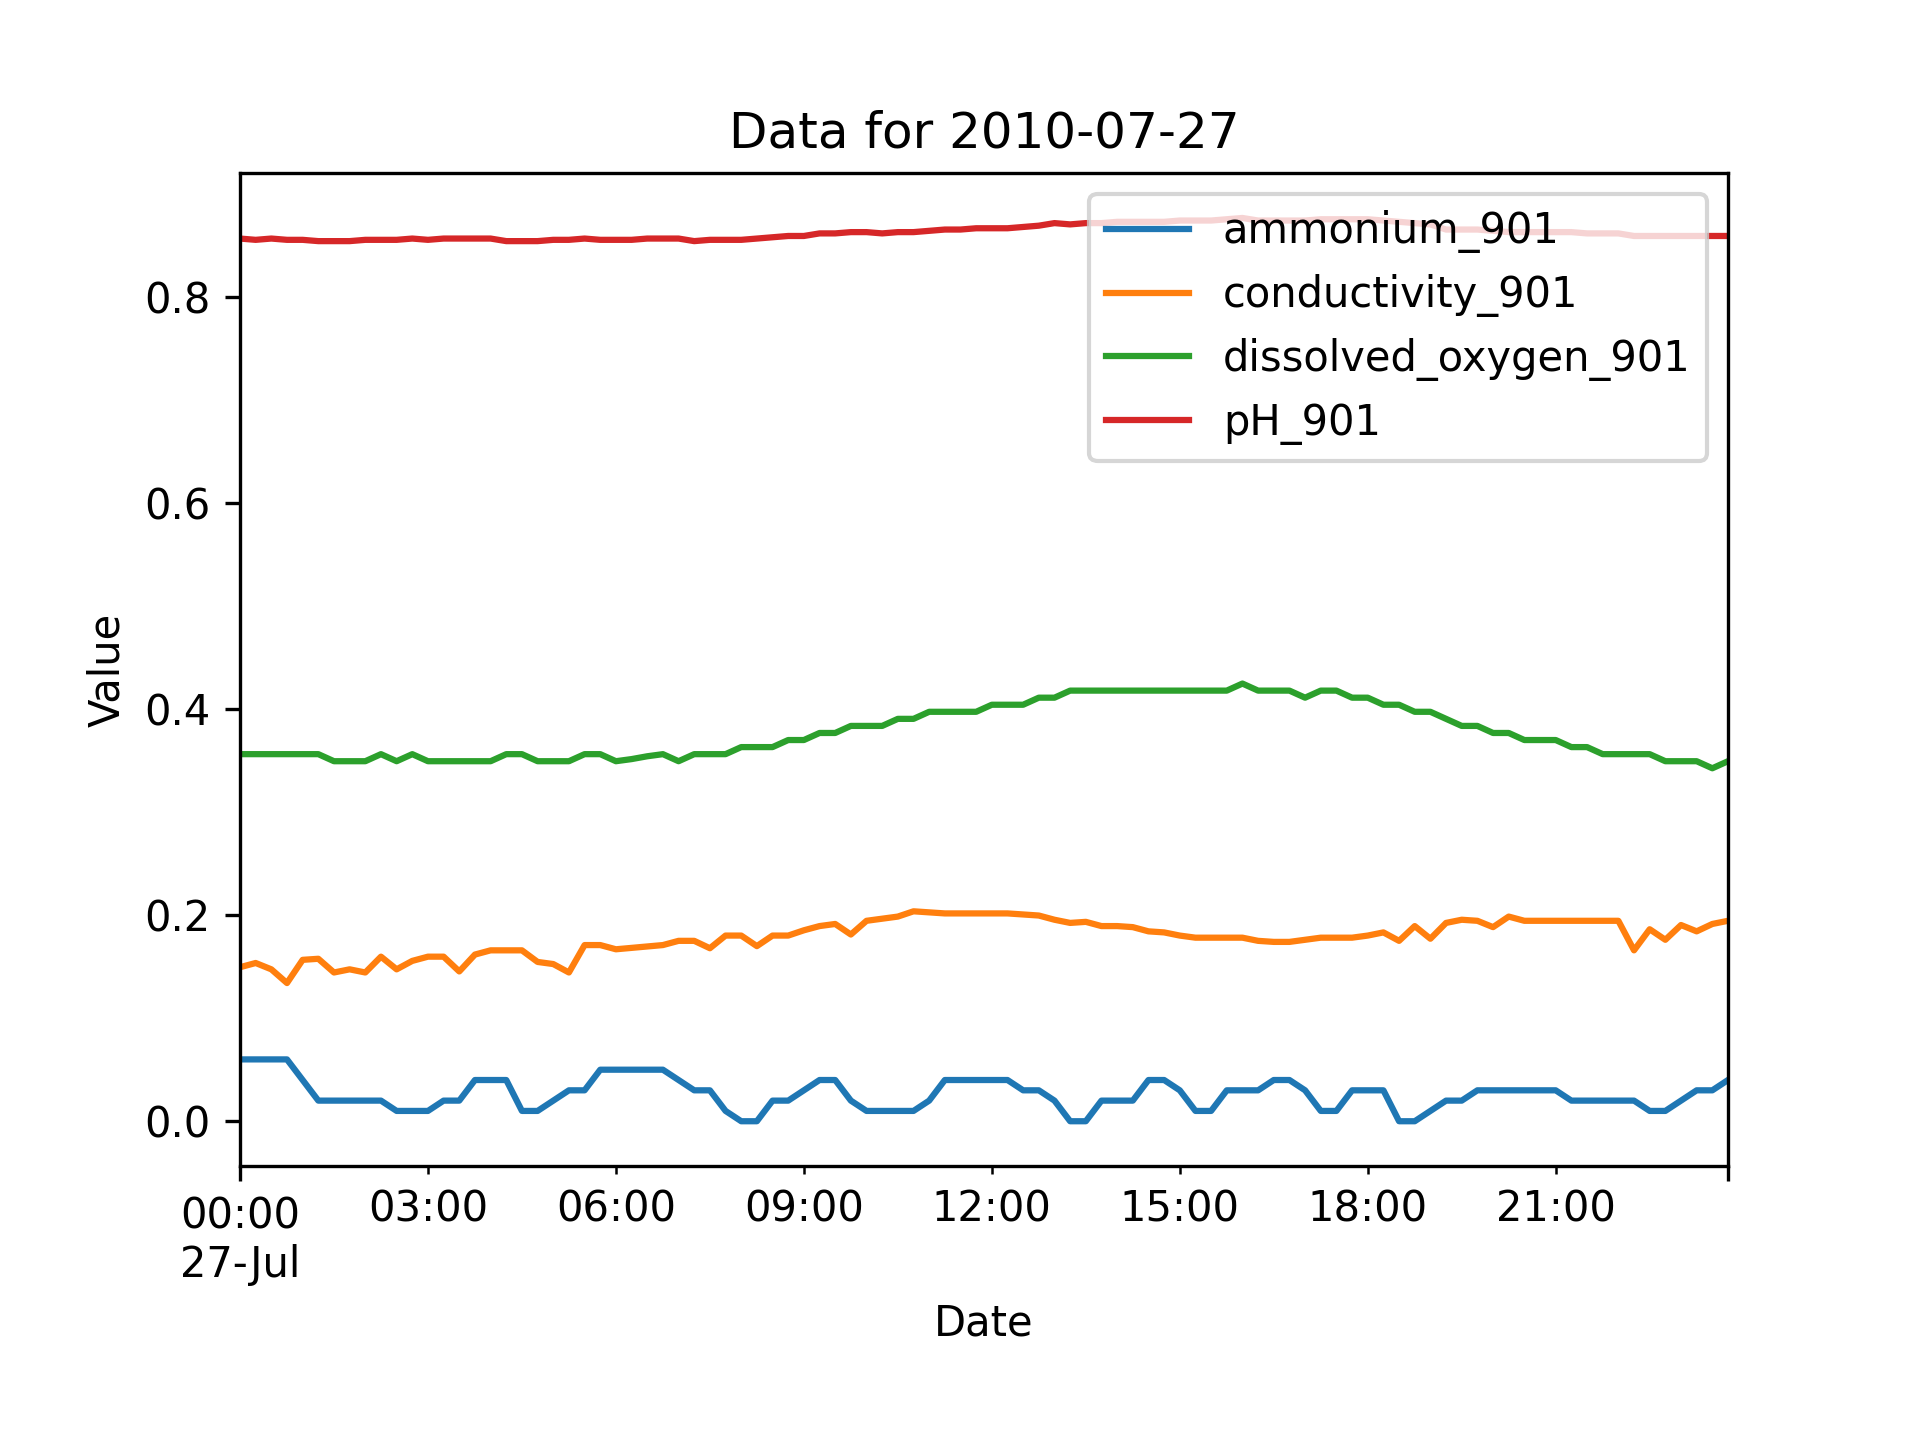 Data for 2010-07-27
ammonium_901
conductivity_901
dissolved_oxygen_901
pH_901
Value
0.8
0.6
0.4
0.2
0.0
00:00 03:00 06:00 09:00 12:00 15:00 18:00 21:00
27-Jul
Date